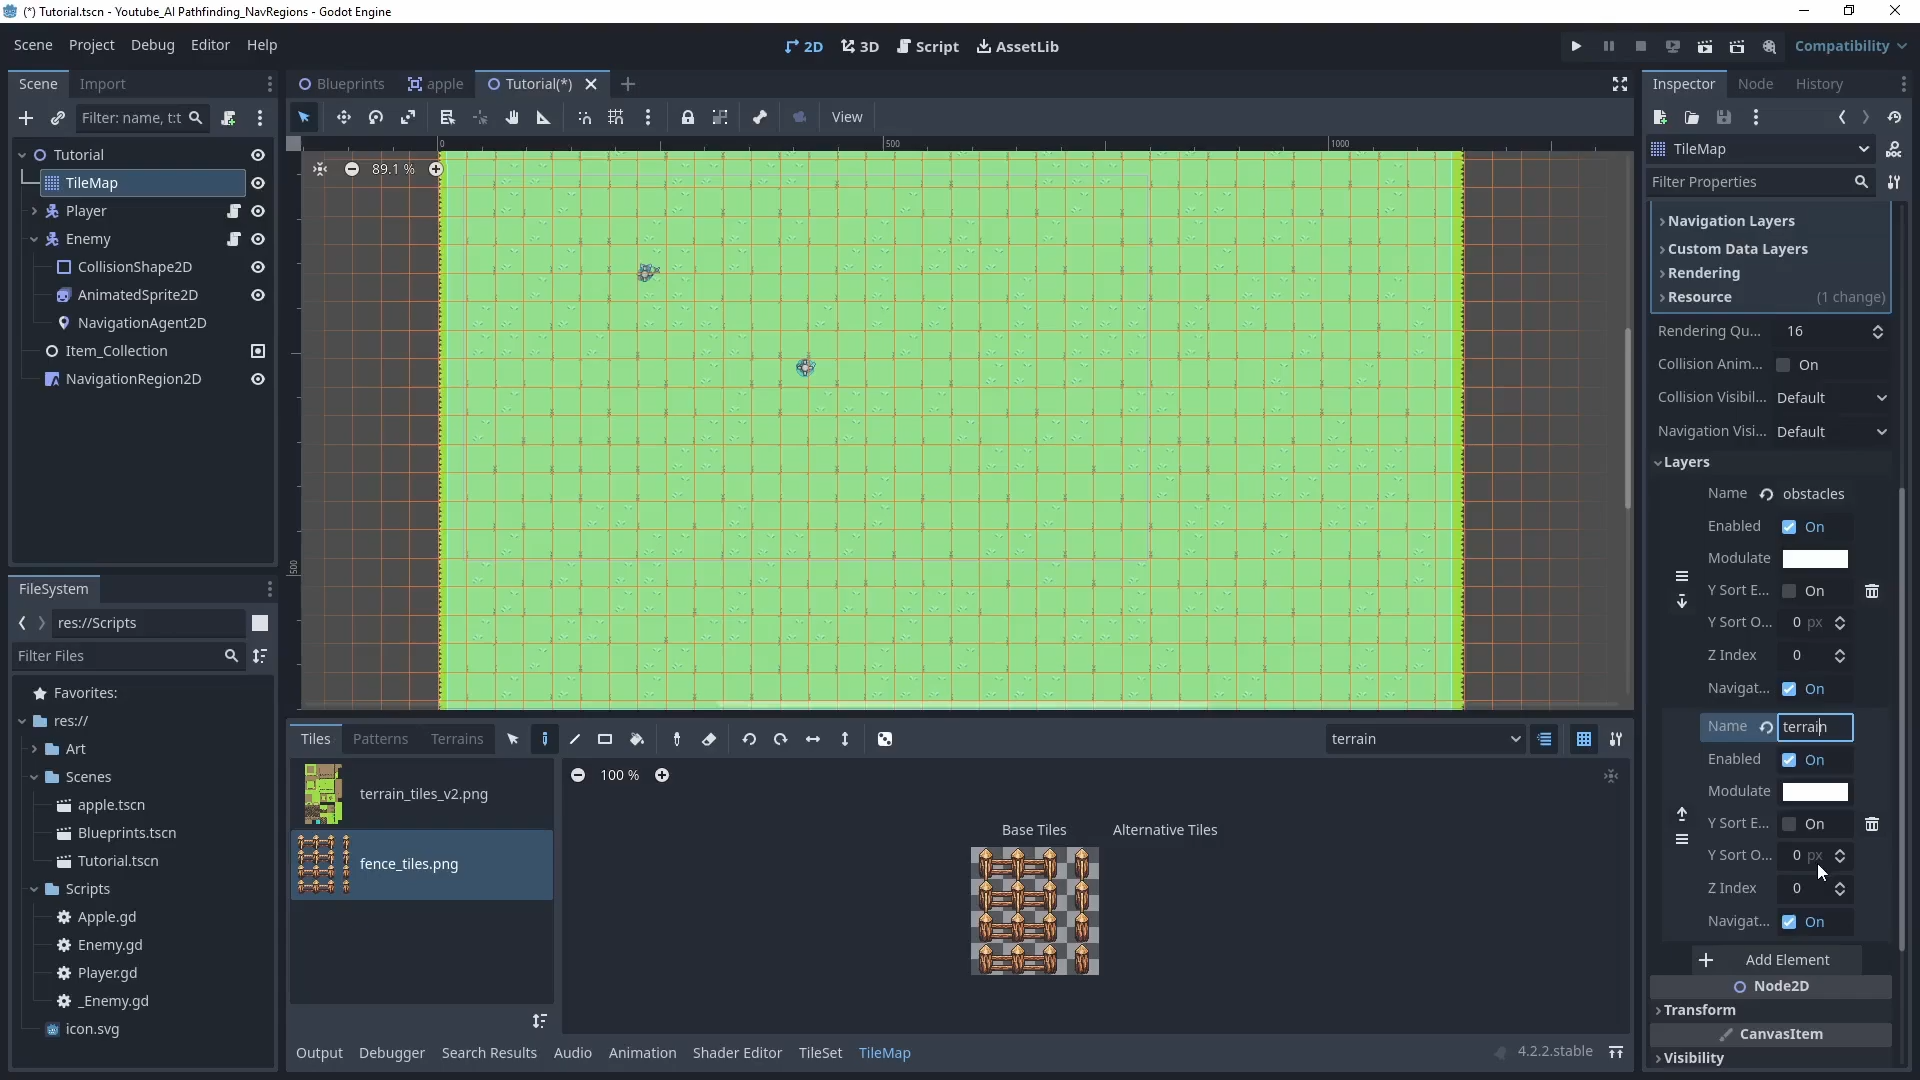 (*) Tutorial.tscn - Youtube_AI Pathfinding_NavRegions - Godot Engine
Scene Project Debug Editor Help
2D 3D Script AssetLib
Compatibility
Scene Import
Filter: name, t:t
Tutorial
TileMap
Player
Enemy
CollisionShape2D
AnimatedSprite2D
NavigationAgent2D
Item_Collection
NavigationRegion2D
FileSystem
res://Scripts
Filter Files
Favorites:
res://
Art
Scenes
apple.tscn
Blueprints.tscn
Tutorial.tscn
Scripts
Apple.gd
Enemy.gd
Player.gd
_Enemy.gd
icon.svg
Blueprints apple Tutorial(*)
View
0 500 1000
89.1 %
500
Tiles Patterns Terrains
terrain
terrain_tiles_v2.png
fence_tiles.png
100 %
Base Tiles Alternative Tiles
Output Debugger Search Results Audio Animation Shader Editor TileSet TileMap
4.2.2.stable
Inspector Node History
TileMap
Filter Properties
Navigation Layers
Custom Data Layers
Rendering
Resource (1 change)
Rendering Qu... 16
Collision Anim... On
Collision Visibil... Default
Navigation Visi... Default
Layers
Name obstacles
Enabled On
Modulate
Y Sort E... On
Y Sort O... 0 px
Z Index 0
Navigat... On
Name terrain
Enabled On
Modulate
Y Sort E... On
Y Sort O... 0 px
Z Index 0
Navigat... On
Add Element
Node2D
Transform
CanvasItem
Visibility